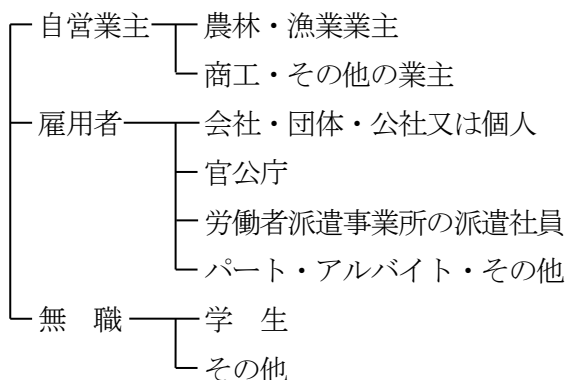 自営業主 農林・漁業業主
商工・その他の業主
雇用者 会社・団体・公社又は個人
官公庁
労働者派遣事業所の派遣社員
パート・アルバイト・その他
無　職 学　生
その他